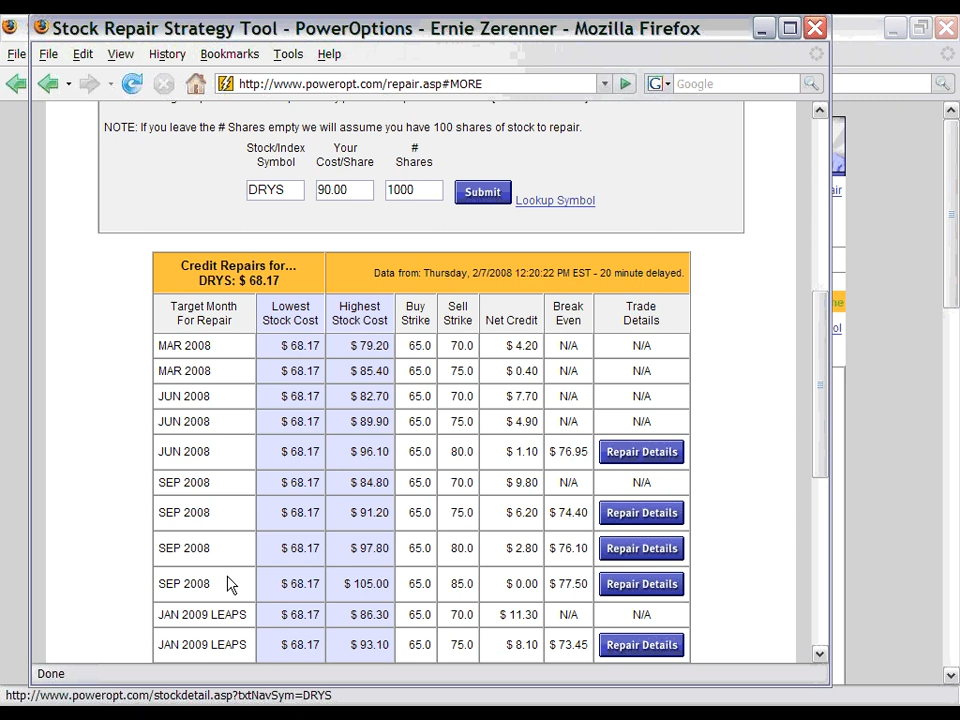 Stock Repair Strategy Tool - PowerOptions - Ernie Zerenner - Mozilla Firefox
File File Edit View History Bookmarks Tools Help
http://www.poweropt.com/repair.asp#MORE Google
NOTE: If you leave the # Shares empty we will assume you have 100 shares of stock to repair.
Stock/Index Your #
Symbol Cost/Share Shares
DRYS 90.00 1000 Submit Lookup Symbol
Credit Repairs for...
DRYS: $ 68.17
Data from: Thursday, 2/7/2008 12:20:22 PM EST - 20 minute delayed.
Target Month Lowest Highest Buy Sell Break Trade
For Repair Stock Cost Stock Cost Strike Strike Net Credit Even Details
MAR 2008 $ 68.17 $ 79.20 65.0 70.0 $ 4.20 N/A N/A
MAR 2008 $ 68.17 $ 85.40 65.0 75.0 $ 0.40 N/A N/A
JUN 2008 $ 68.17 $ 82.70 65.0 70.0 $ 7.70 N/A N/A
JUN 2008 $ 68.17 $ 89.90 65.0 75.0 $ 4.90 N/A N/A
JUN 2008 $ 68.17 $ 96.10 65.0 80.0 $ 1.10 $ 76.95 Repair Details
SEP 2008 $ 68.17 $ 84.80 65.0 70.0 $ 9.80 N/A N/A
SEP 2008 $ 68.17 $ 91.20 65.0 75.0 $ 6.20 $ 74.40 Repair Details
SEP 2008 $ 68.17 $ 97.80 65.0 80.0 $ 2.80 $ 76.10 Repair Details
SEP 2008 $ 68.17 $ 105.00 65.0 85.0 $ 0.00 $ 77.50 Repair Details
JAN 2009 LEAPS $ 68.17 $ 86.30 65.0 70.0 $ 11.30 N/A N/A
JAN 2009 LEAPS $ 68.17 $ 93.10 65.0 75.0 $ 8.10 $ 73.45 Repair Details
Done
http://www.poweropt.com/stockdetail.asp?txtNavSym=DRYS